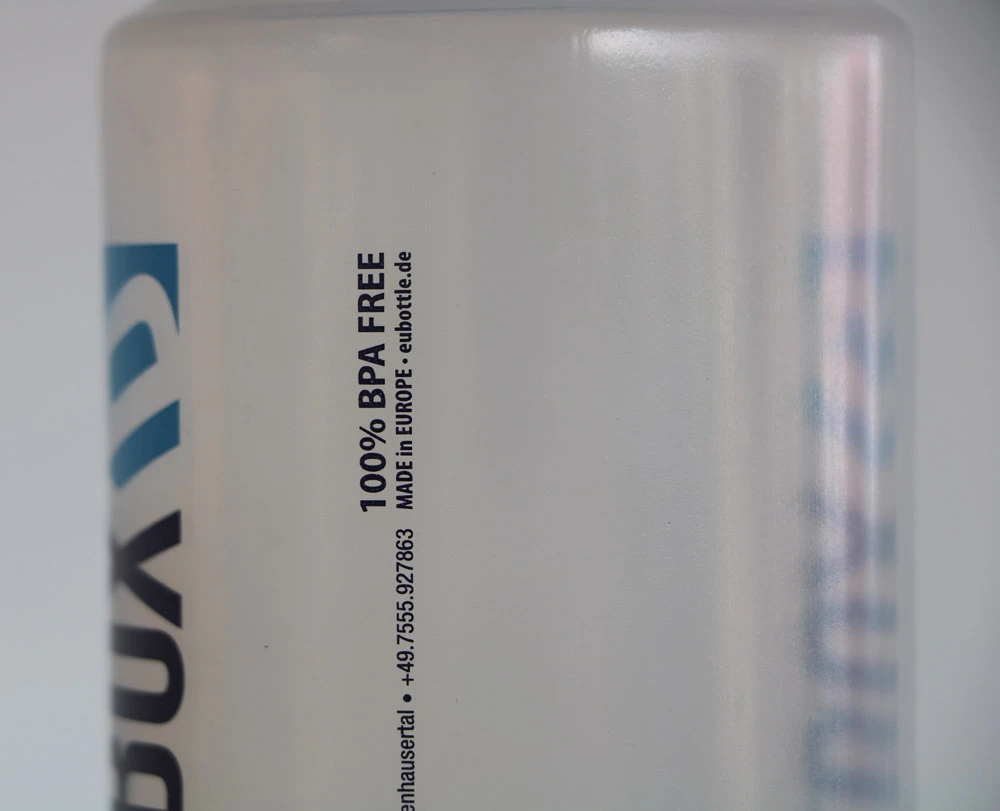 100% BPA FREE
MADE in EUROPE • eubottle.de
enhausertal • +49.7555.927863